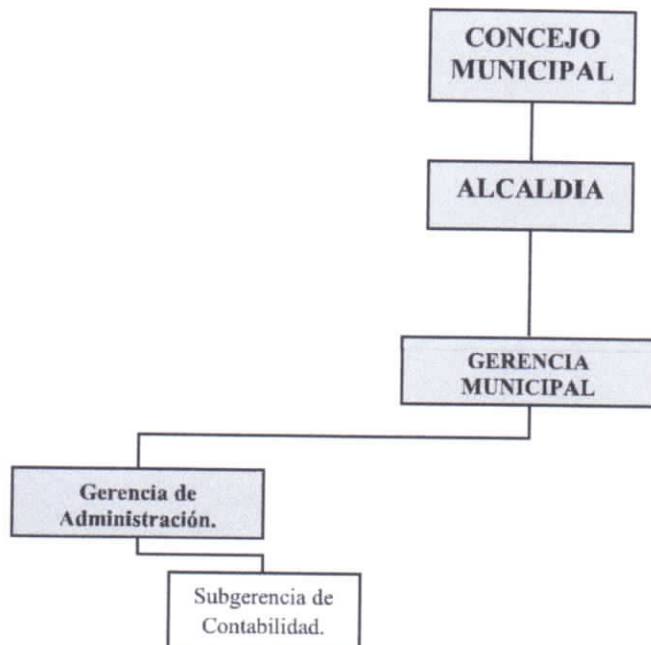 CONCEJO
MUNICIPAL
ALCALDIA
GERENCIA
MUNICIPAL
Gerencia de
Administración.
Subgerencia de
Contabilidad.